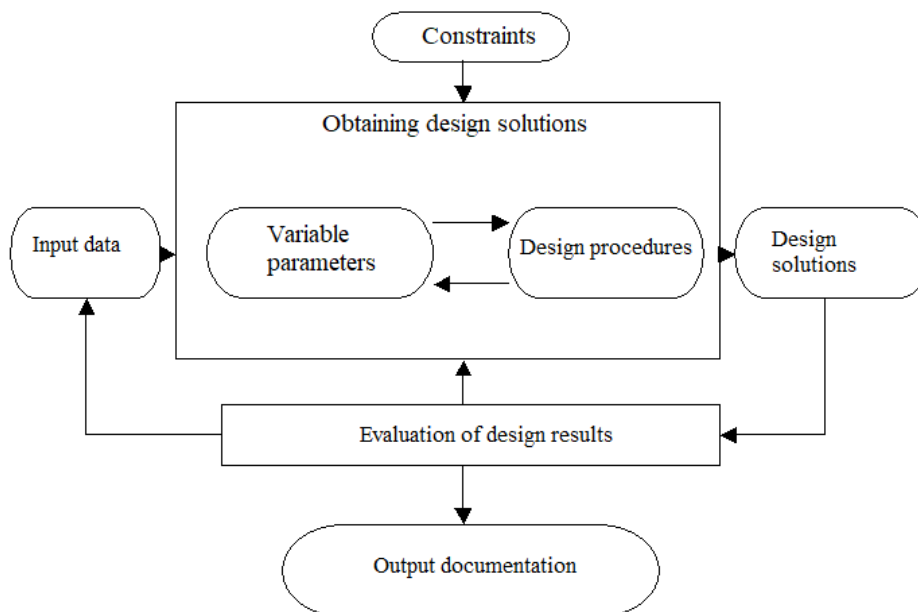 Constraints
Obtaining design solutions
Input data
Variable
parameters
Design procedures
Design
solutions
Evaluation of design results
Output documentation